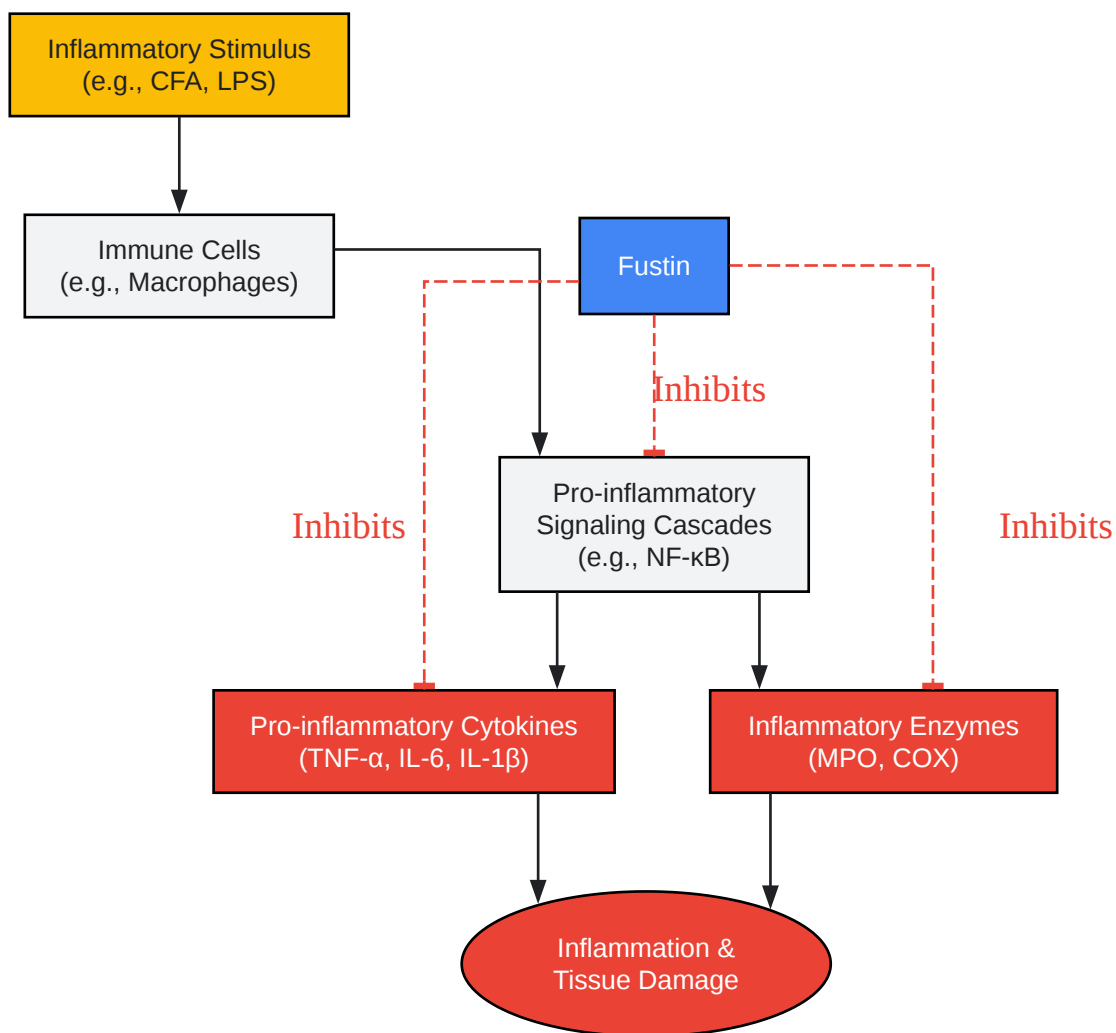 Inflammatory Stimulus
(e.g., CFA, LPS)
Immune Cells
(e.g., Macrophages)
Fustin
Inhibits
Pro-inflammatory
Signaling Cascades
(e.g., NF-κB)
Inhibits
Inhibits
Pro-inflammatory Cytokines
(TNF-α, IL-6, IL-1β)
Inflammatory Enzymes
(MPO, COX)
Inflammation &
Tissue Damage